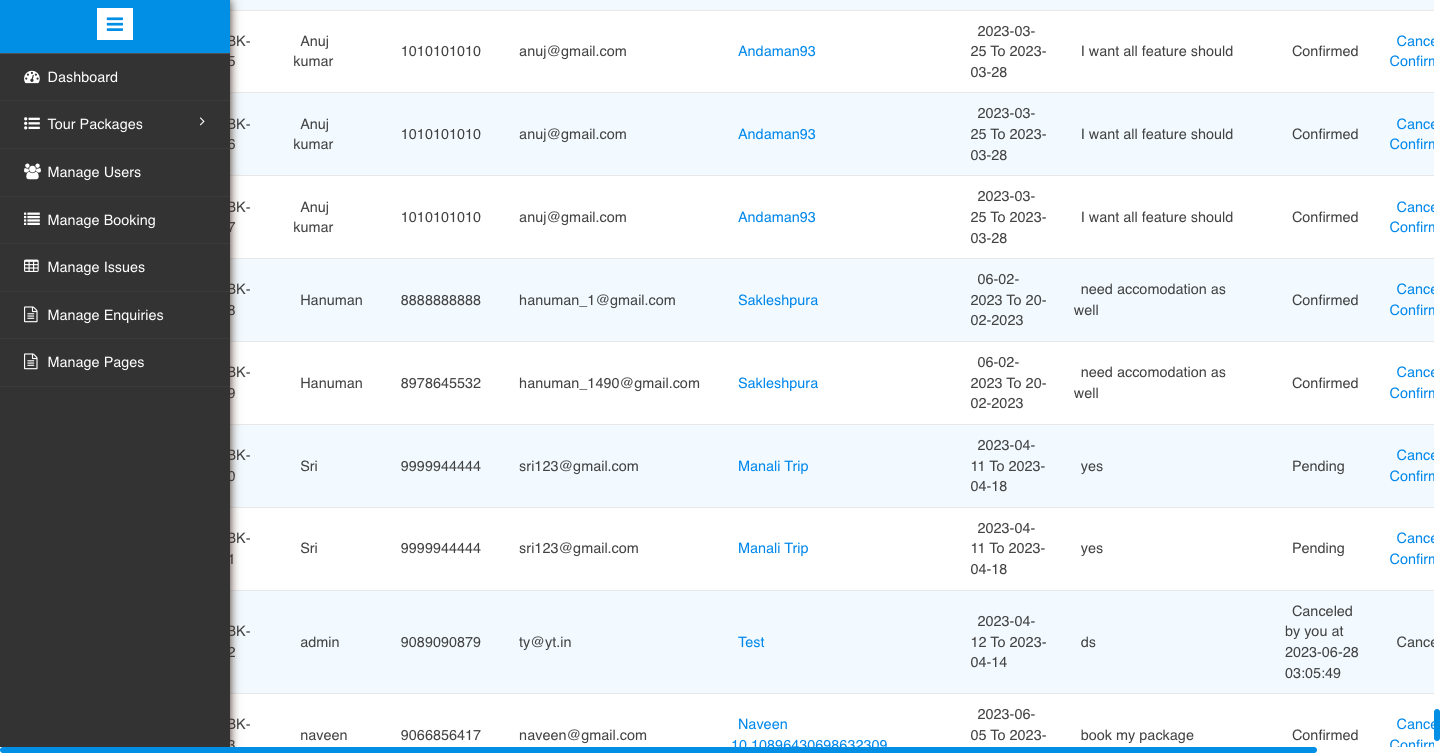 Dashboard
Tour Packages
Manage Users
Manage Booking
Manage Issues
Manage Enquiries
Manage Pages
BK- Anuj 1010101010 anuj@gmail.com Andaman93 2023-03- I want all feature should Confirmed Cance
5 kumar 25 To 2023- Confirm
03-28
BK- Anuj 1010101010 anuj@gmail.com Andaman93 2023-03- I want all feature should Confirmed Cance
6 kumar 25 To 2023- Confirm
03-28
BK- Anuj 1010101010 anuj@gmail.com Andaman93 2023-03- I want all feature should Confirmed Cance
7 kumar 25 To 2023- Confirm
03-28
BK- Hanuman 8888888888 hanuman_1@gmail.com Sakleshpura 06-02- need accomodation as Confirmed Cance
8 2023 To 20- well Confirm
02-2023
BK- Hanuman 8978645532 hanuman_1490@gmail.com Sakleshpura 06-02- need accomodation as Confirmed Cance
9 2023 To 20- well Confirm
02-2023
BK- Sri 9999944444 sri123@gmail.com Manali Trip 2023-04- yes Pending Cance
0 11 To 2023- Confirm
04-18
BK- Sri 9999944444 sri123@gmail.com Manali Trip 2023-04- yes Pending Cance
1 11 To 2023- Confirm
04-18
BK- admin 9089090879 ty@yt.in Test 2023-04- ds Canceled Cance
2 12 To 2023- by you at
04-14 2023-06-28
03:05:49
BK- naveen 9066856417 naveen@gmail.com Naveen 2023-06- book my package Confirmed Cance
3 10.10896430698632309 05 To 2023- Confirm